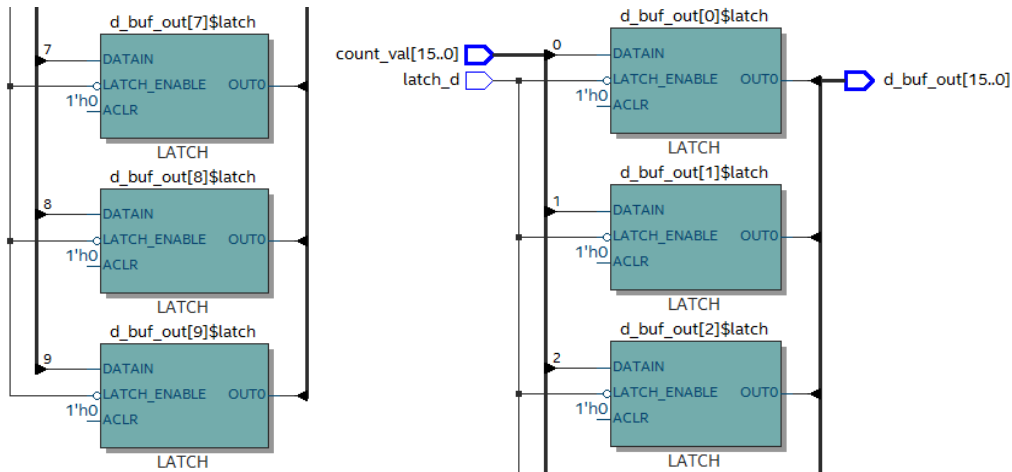 d_buf_out[7]$latch
7
DATAIN
LATCH_ENABLE OUT0
1'h0
ACLR
LATCH
d_buf_out[8]$latch
8
DATAIN
LATCH_ENABLE OUT0
1'h0
ACLR
LATCH
d_buf_out[9]$latch
9
DATAIN
LATCH_ENABLE OUT0
1'h0
ACLR
LATCH
d_buf_out[0]$latch
count_val[15..0]
0
DATAIN
latch_d
LATCH_ENABLE OUT0
d_buf_out[15..0]
1'h0
ACLR
LATCH
d_buf_out[1]$latch
1
DATAIN
LATCH_ENABLE OUT0
1'h0
ACLR
LATCH
d_buf_out[2]$latch
2
DATAIN
LATCH_ENABLE OUT0
1'h0
ACLR
LATCH